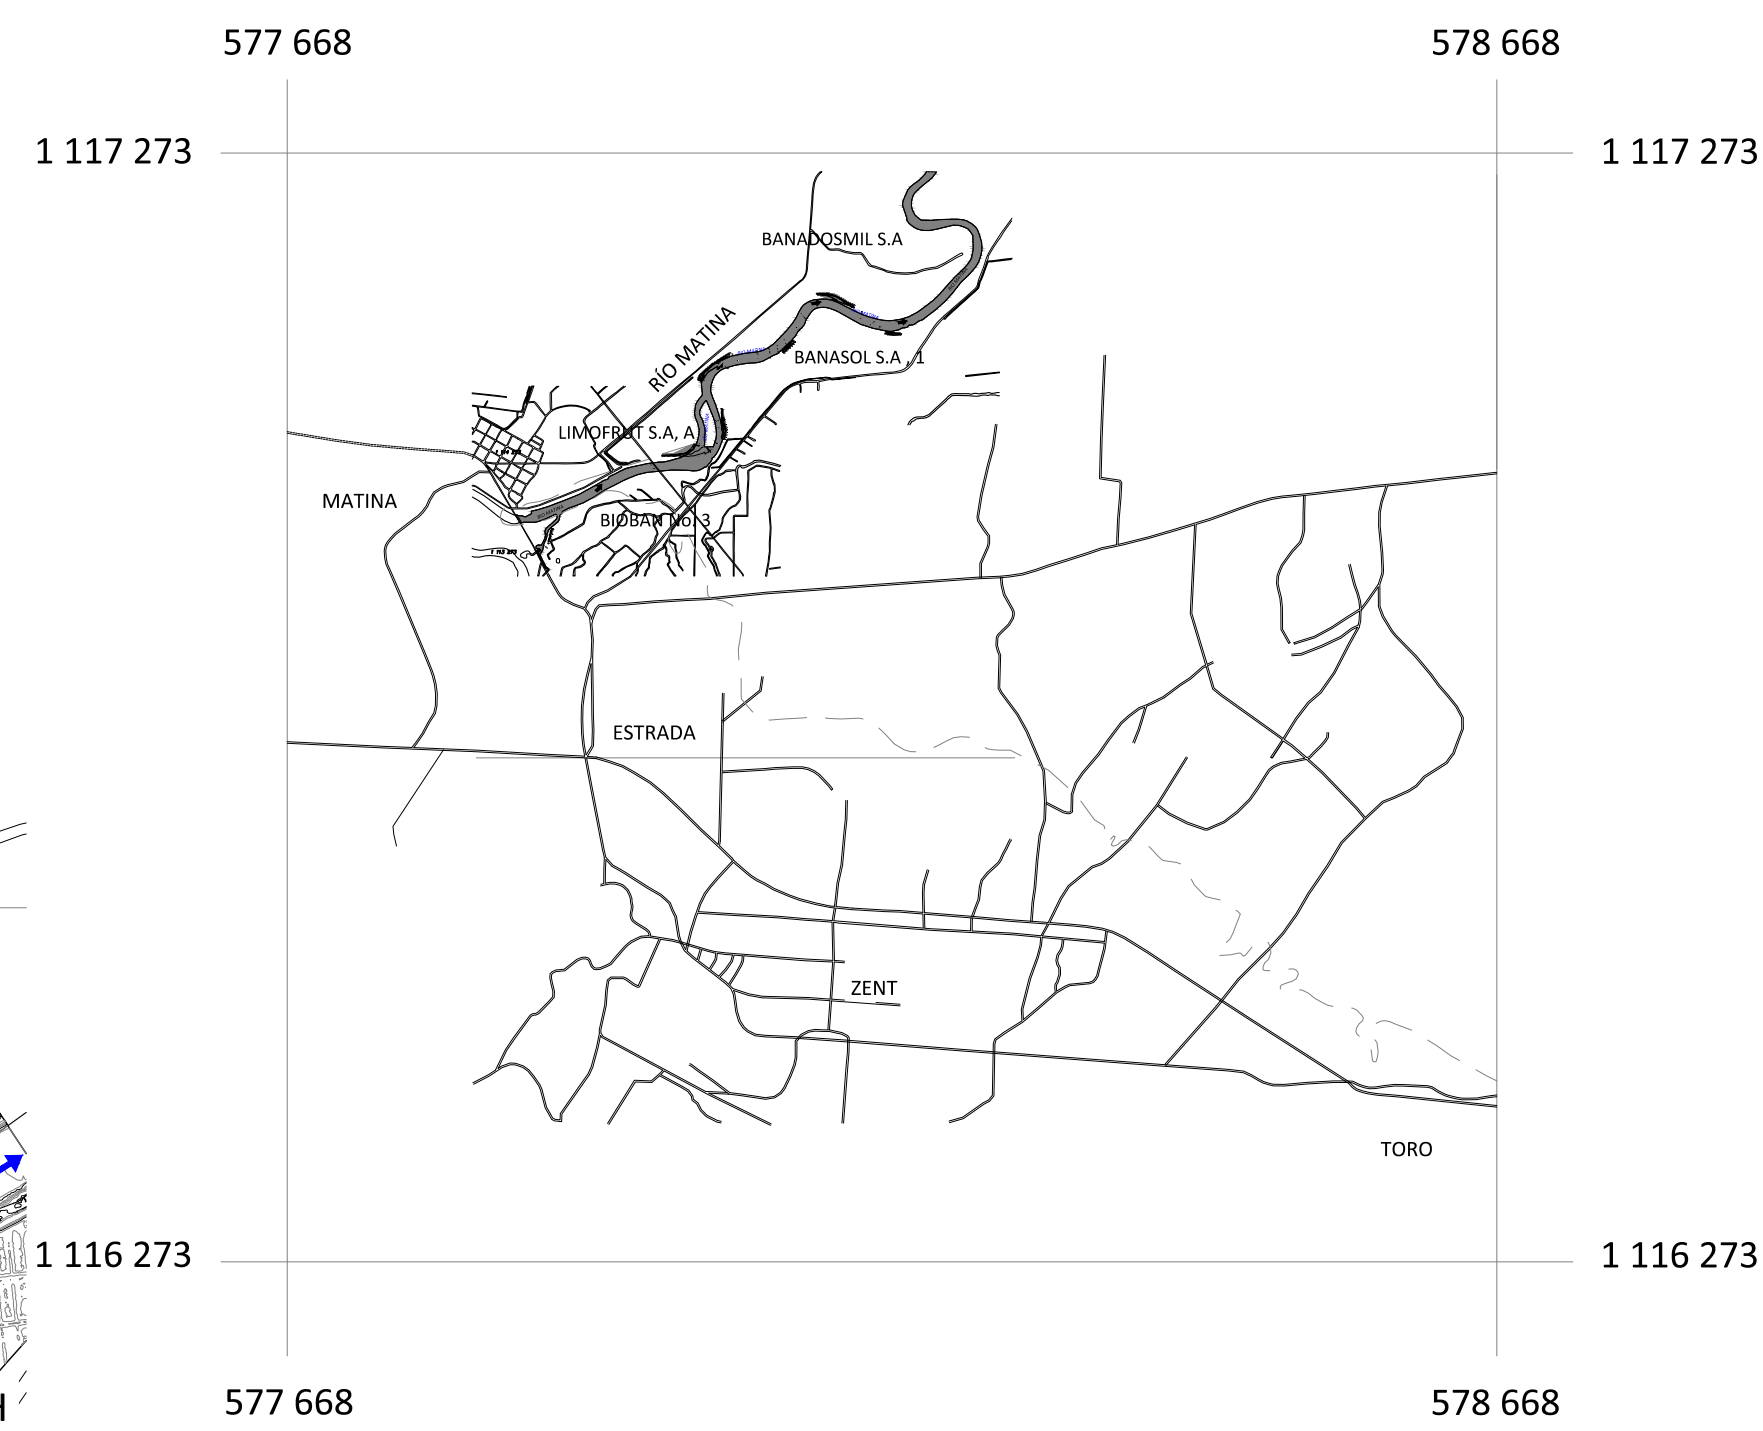 577 668
578 668
1 117 273
1 117 273
BANADOSMIL S.A
RÍO MATINA
BANASOL S.A , 1
LIMOFRUT S.A, A
MATINA
BIOBAN No. 3
ESTRADA
ZENT
TORO
1 116 273
1 116 273
577 668
578 668